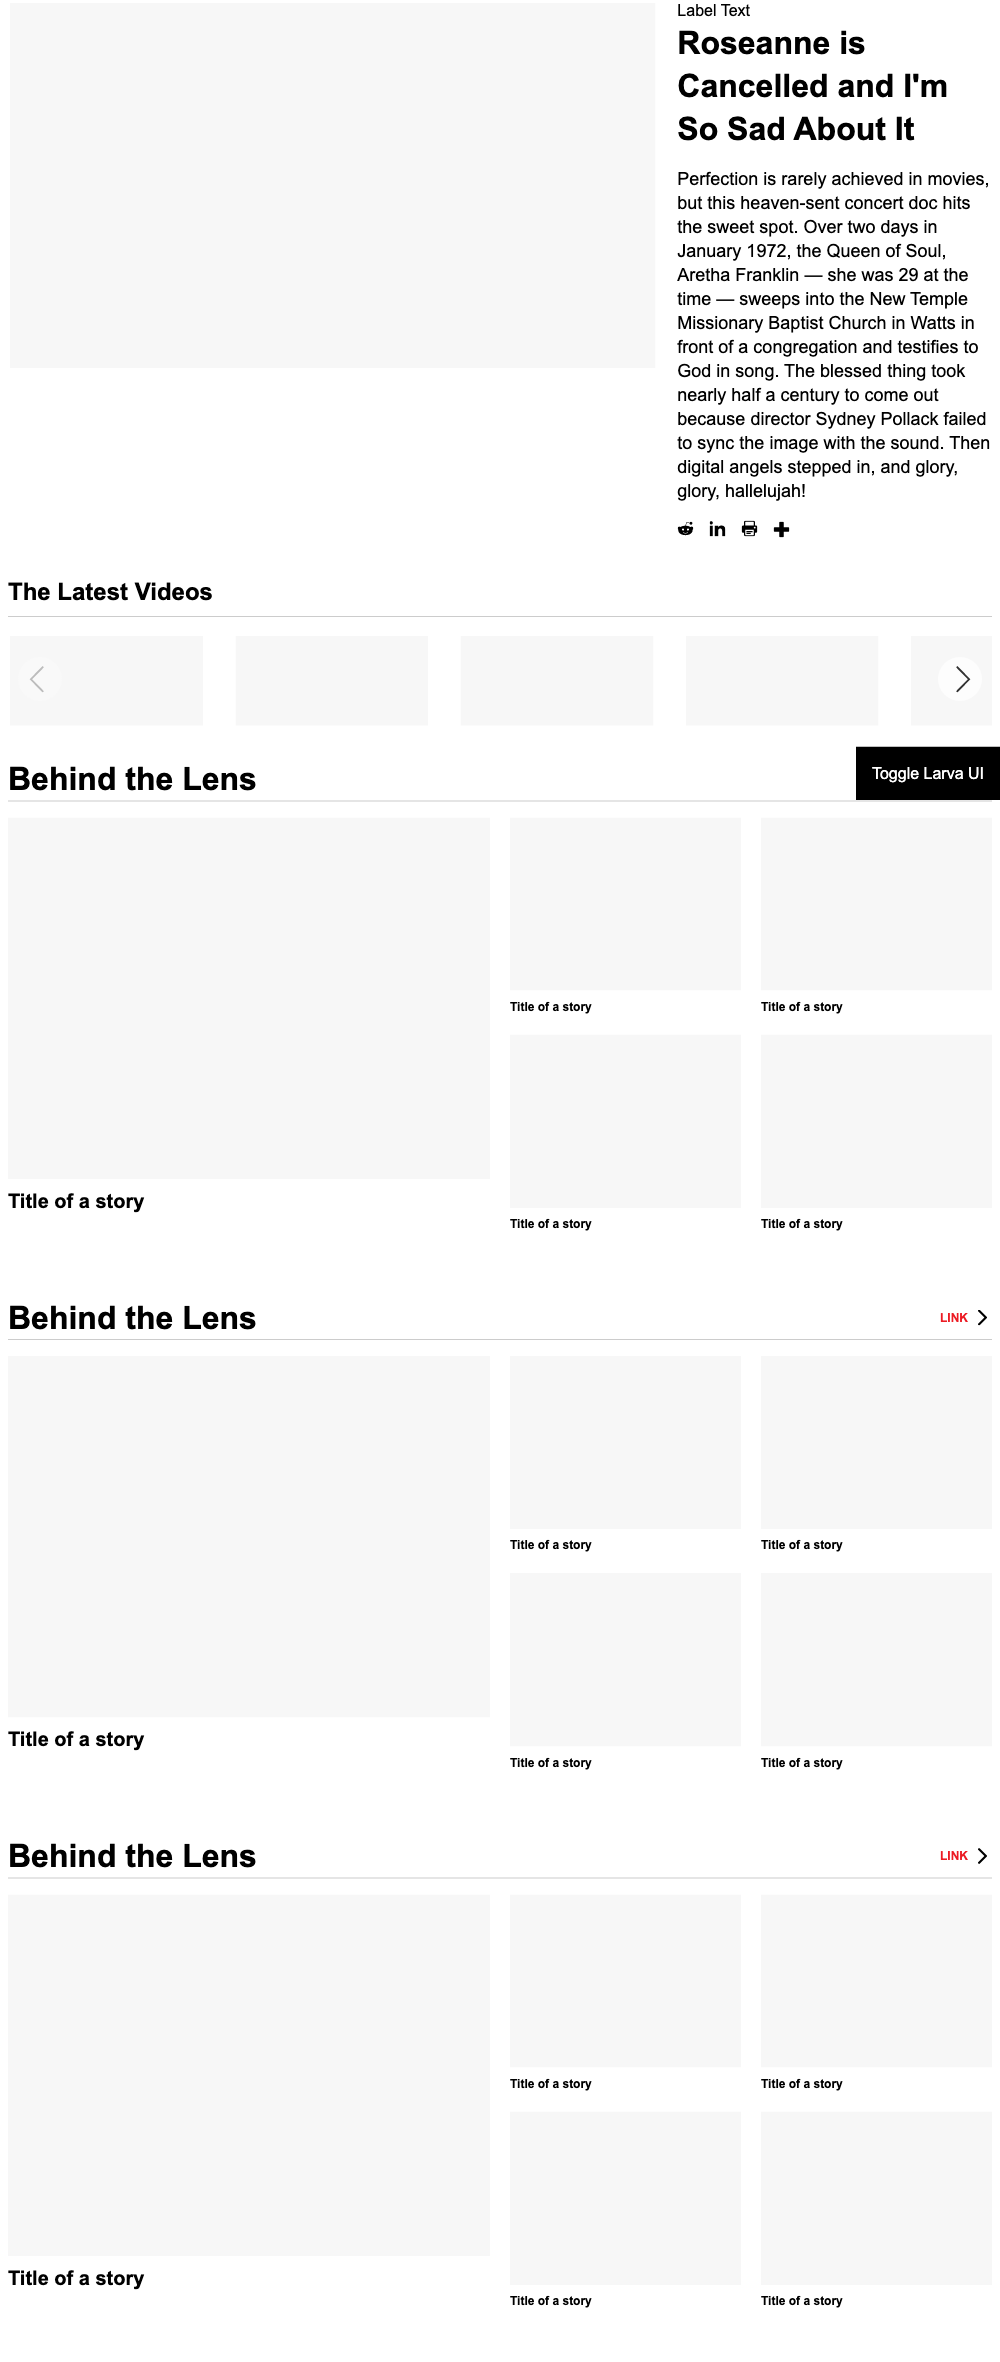 Label Text
Roseanne is
Cancelled and I'm
So Sad About It
Perfection is rarely achieved in movies,
but this heaven-sent concert doc hits
the sweet spot. Over two days in
January 1972, the Queen of Soul,
Aretha Franklin — she was 29 at the
time — sweeps into the New Temple
Missionary Baptist Church in Watts in
front of a congregation and testifies to
God in song. The blessed thing took
nearly half a century to come out
because director Sydney Pollack failed
to sync the image with the sound. Then
digital angels stepped in, and glory,
glory, hallelujah!
The Latest Videos
Behind the Lens
Toggle Larva UI
Title of a story
Title of a story
Title of a story
Title of a story
Title of a story
Behind the Lens
LINK
Title of a story
Title of a story
Title of a story
Title of a story
Title of a story
Behind the Lens
LINK
Title of a story
Title of a story
Title of a story
Title of a story
Title of a story